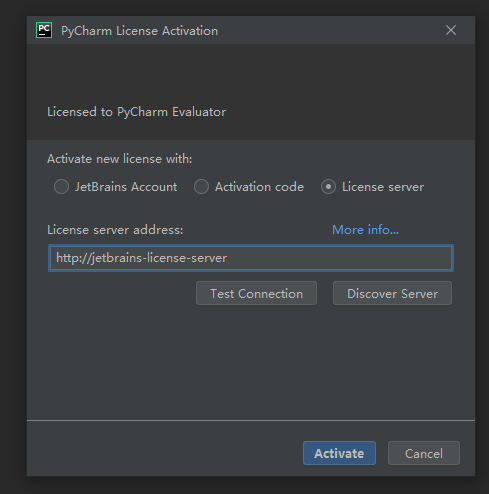 PC PyCharm License Activation
Licensed to PyCharm Evaluator
Activate new license with:
JetBrains Account Activation code License server
License server address: More info...
http://jetbrains-license-server
Test Connection Discover Server
Activate Cancel